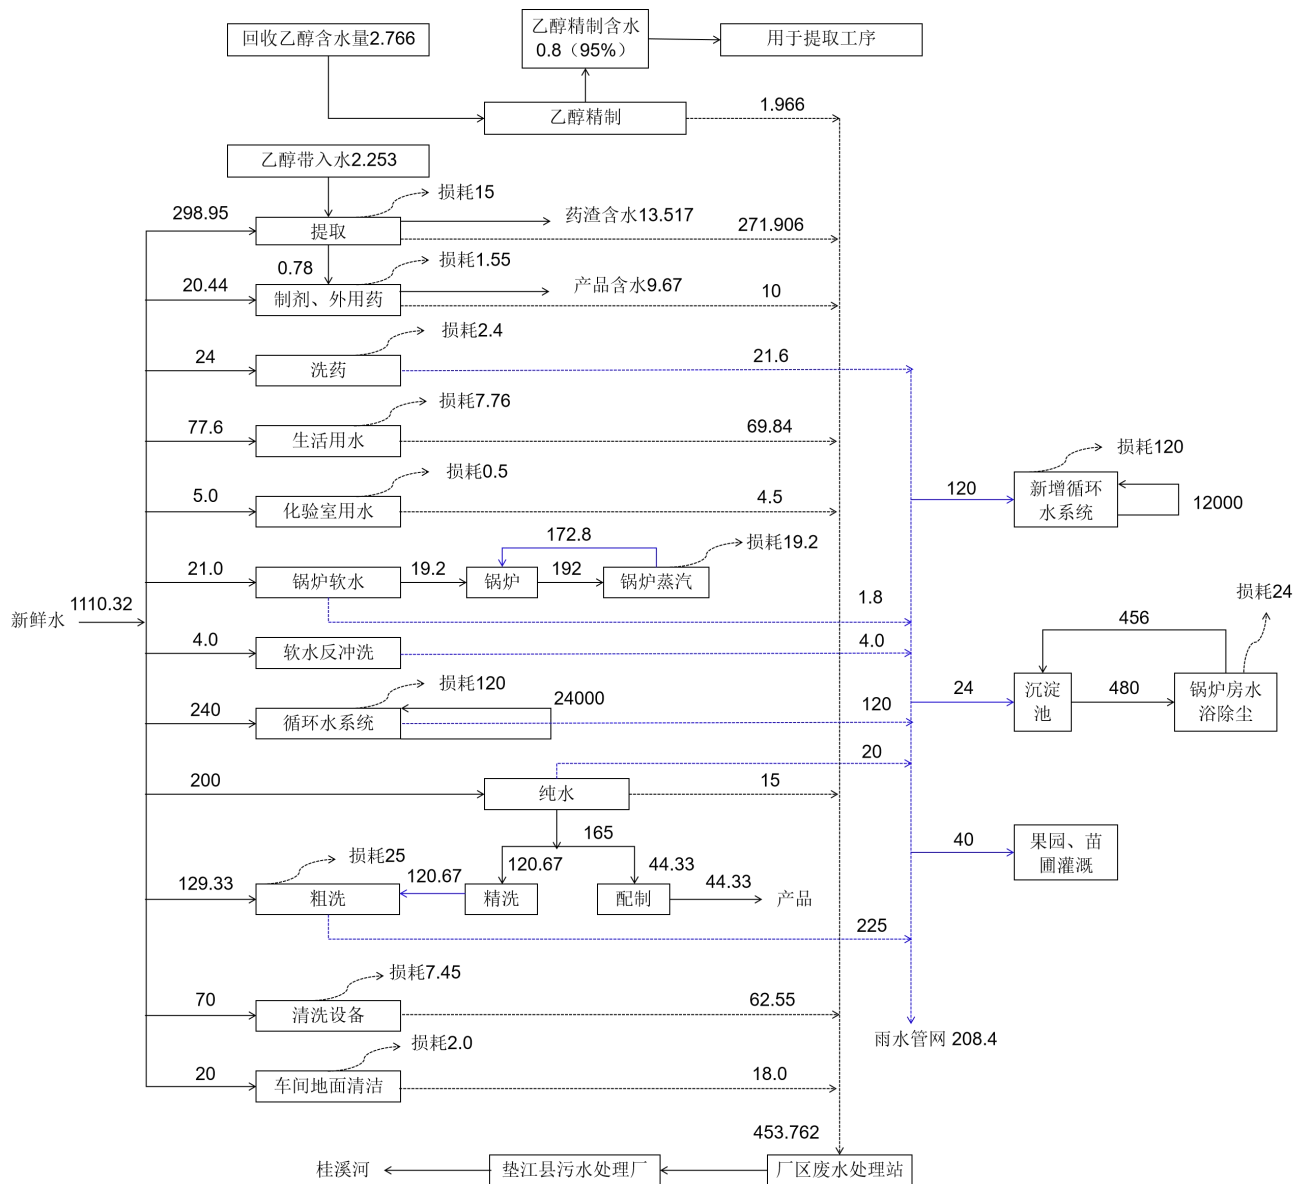 回收乙醇含水量2.766
乙醇精制含水
0.8（95%）
用于提取工序
乙醇精制
1.966
乙醇带入水2.253
损耗15
298.95
提取
药渣含水13.517
271.906
0.78
损耗1.55
20.44
制剂、外用药
产品含水9.67
10
损耗2.4
24
洗药
21.6
损耗7.76
77.6
生活用水
69.84
损耗120
120
新增循环
水系统
12000
损耗0.5
5.0
化验室用水
4.5
172.8
损耗19.2
21.0
锅炉软水
19.2
锅炉
192
锅炉蒸汽
1.8
新鲜水
1110.32
4.0
软水反冲洗
4.0
损耗24
456
24
沉淀
池
480
锅炉房水
浴除尘
损耗120
24000
240
循环水系统
120
20
200
纯水
15
165
40
果园、苗
圃灌溉
损耗25
120.67
44.33
129.33
粗洗
120.67
精洗
配制
44.33
产品
225
损耗7.45
70
清洗设备
62.55
雨水管网 208.4
损耗2.0
20
车间地面清洁
18.0
453.762
桂溪河
垫江县污水处理厂
厂区废水处理站